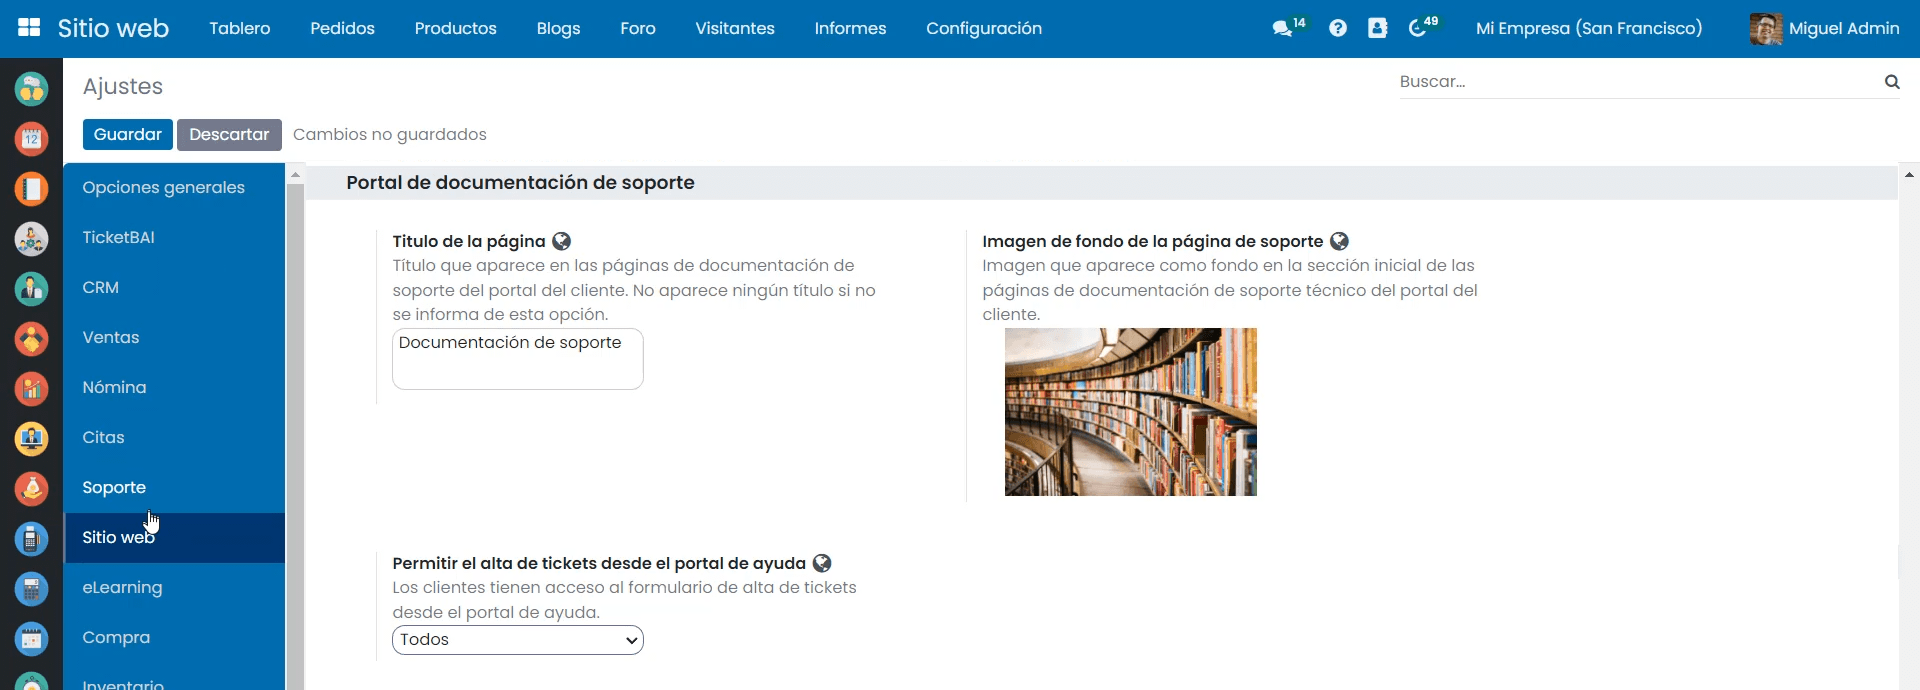 Sitio web Tablero Pedidos Productos Blogs Foro Visitantes Informes Configuración 14 49 Mi Empresa (San Francisco) Miguel Admin
Ajustes
Buscar...
Guardar Descartar Cambios no guardados
Opciones generales
TicketBAI
CRM
Ventas
Nómina
Citas
Soporte
Sitio web
eLearning
Compra
Inventario
Portal de documentación de soporte
Titulo de la página
Título que aparece en las páginas de documentación de
soporte del portal del cliente. No aparece ningún título si no
se informa de esta opción.
Documentación de soporte
Imagen de fondo de la página de soporte
Imagen que aparece como fondo en la sección inicial de las
páginas de documentación de soporte técnico del portal del
cliente.
Permitir el alta de tickets desde el portal de ayuda
Los clientes tienen acceso al formulario de alta de tickets
desde el portal de ayuda.
Todos